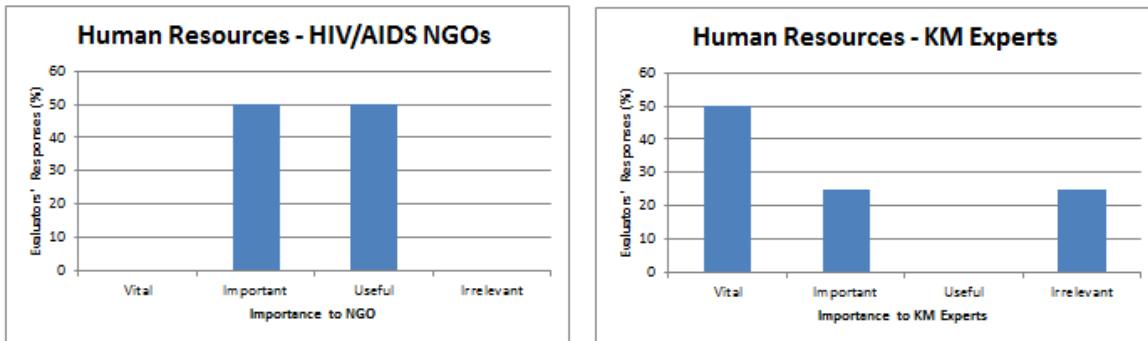 Human Resources - HIV/AIDS NGOs
Evaluators' Responses (%)
60
50
40
30
20
10
0
Vital Important Useful Irrelevant
Importance to NGO
Human Resources - KM Experts
Evaluators' Responses (%)
60
50
40
30
20
10
0
Vital Important Useful Irrelevant
Importance to KM Experts